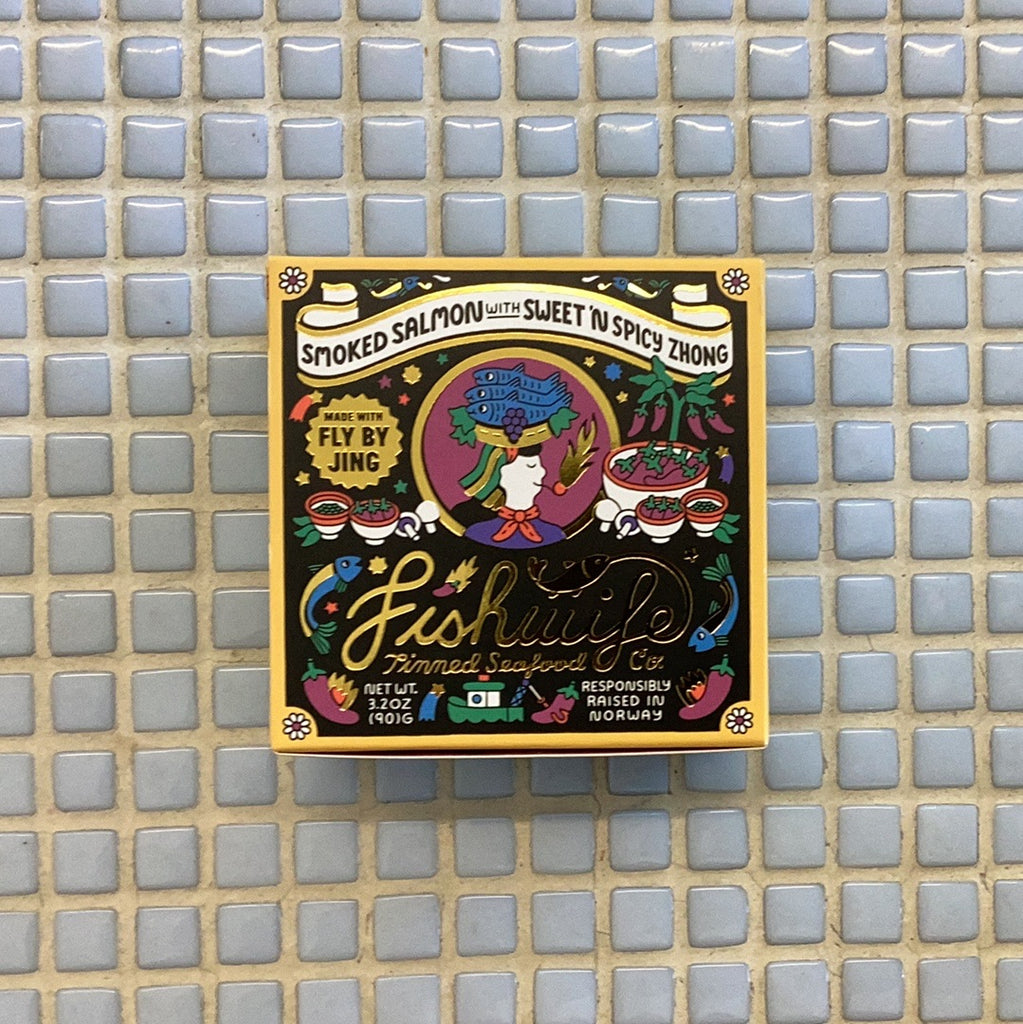 SMOKED SALMON WITH SWEET 'N SPICY ZHONG
MADE WITH
FLY BY
JING
Fishwife
Tinned Seafood Co.
NET WT.
3.2OZ
(90)G
RESPONSIBLY
RAISED IN
NORWAY